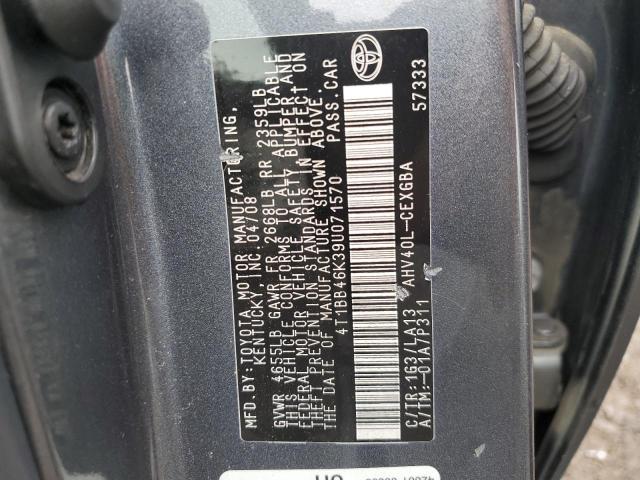 MFD.BY:TOYOTA MOTOR MANUFACTURING,
KENTUCKY, INC. 04/08
GVWR 4655LB GAWR FR 2668LB RR 2359LB
THIS VEHICLE CONFORMS TO ALL APPLICABLE
FEDERAL MOTOR VEHICLE SAFETY BUMPER AND
THEFT PREVENTION STANDARDS IN EFFECT ON
THE DATE OF MANUFACTURE SHOWN ABOVE.
4T1BB46K39U071570 PASS.CAR
C/TR:1G3/LA13 AHV40L-CEXGBA
A/TM:-01A/P311 57333
TOYOTA